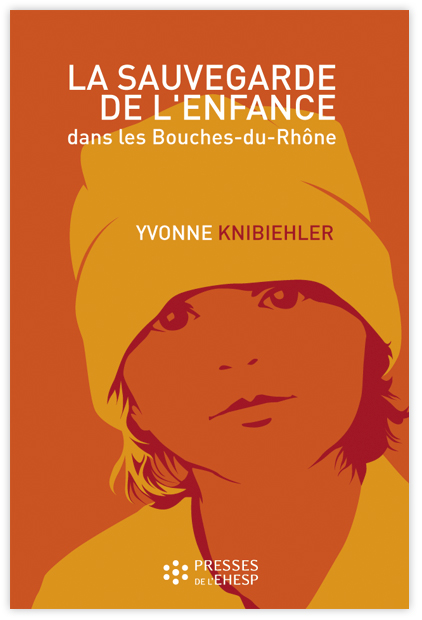 LA SAUVEGARDE
DE L'ENFANCE
dans les Bouches-du-Rhône
YVONNE KNIBIEHLER
PRESSES
DE L'EHESP